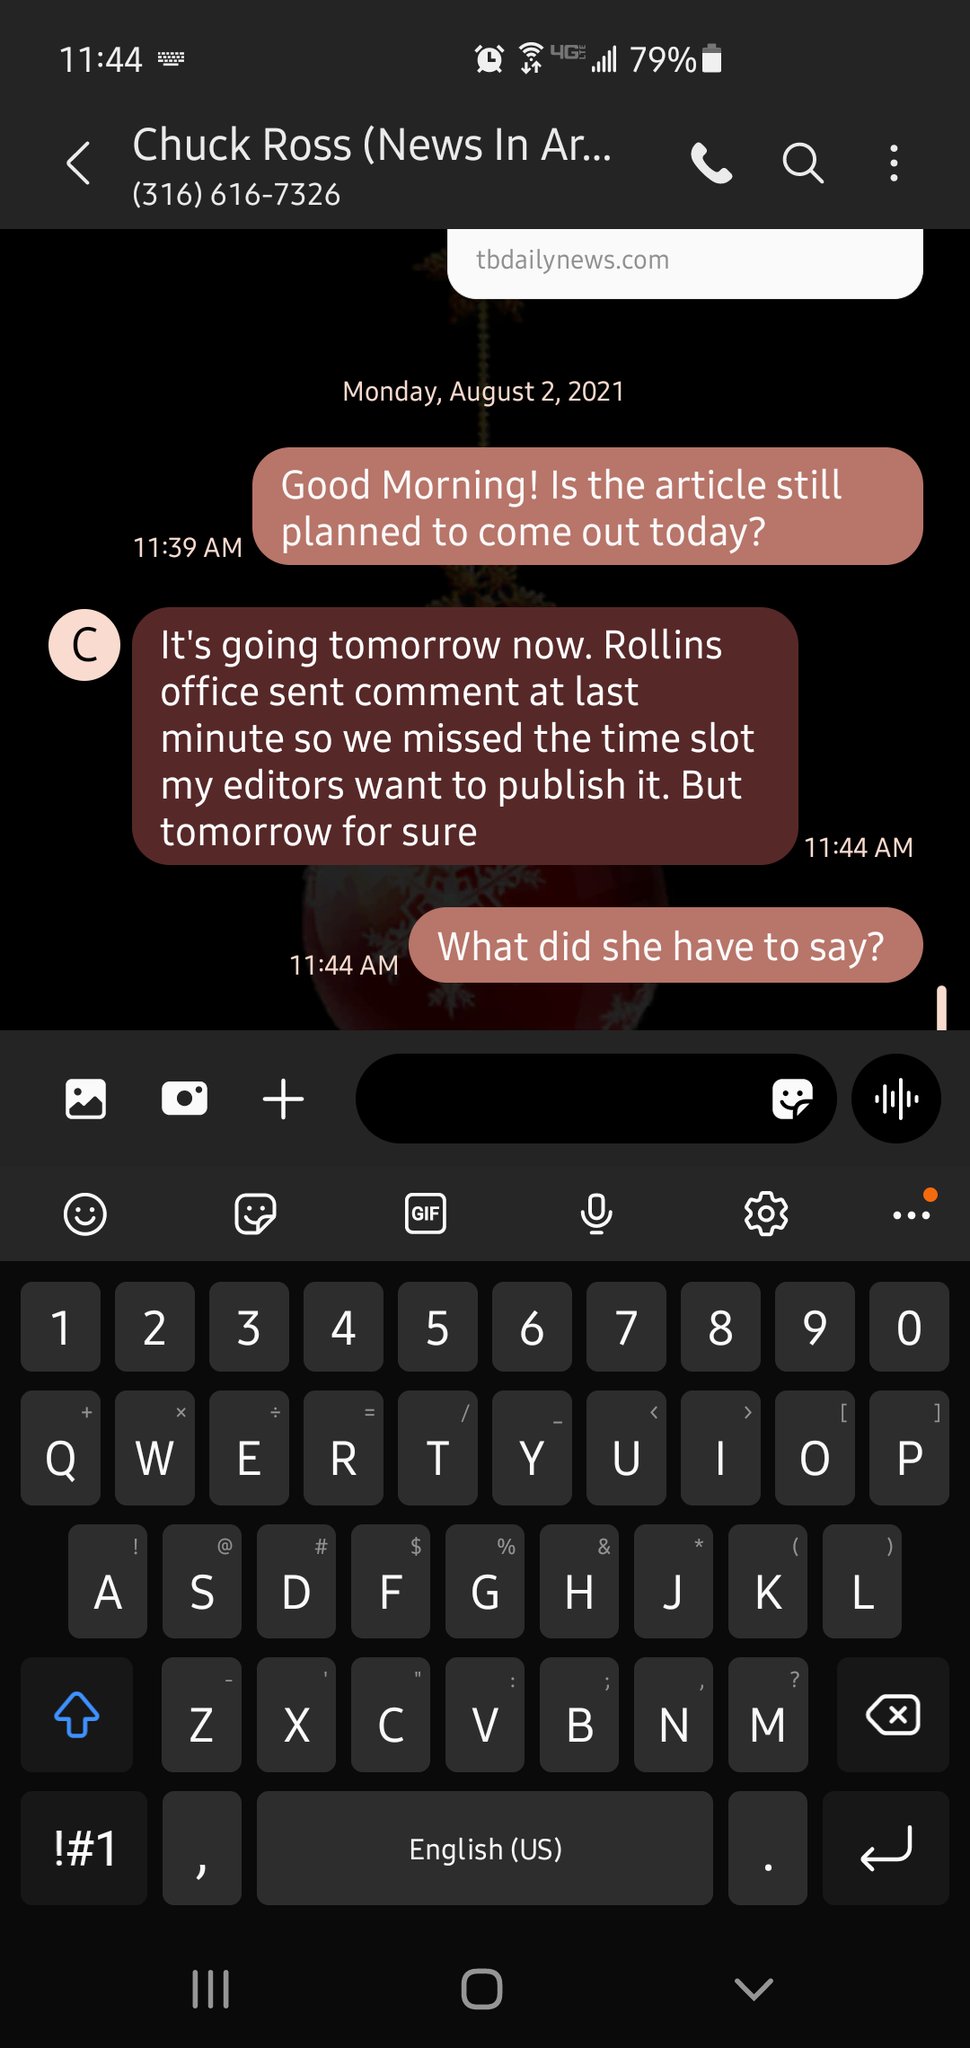 11:44
4G LTE 79%
Chuck Ross (News In Ar...
(316) 616-7326
tbdailynews.com
Monday, August 2, 2021
Good Morning! Is the article still
planned to come out today?
11:39 AM
C
It's going tomorrow now. Rollins
office sent comment at last
minute so we missed the time slot
my editors want to publish it. But
tomorrow for sure
11:44 AM
What did she have to say?
11:44 AM
GIF
1 2 3 4 5 6 7 8 9 0
+ × ÷ = / _ < > [ ]
Q W E R T Y U I O P
! @ # $ % & * ( )
A S D F G H J K L
- ' " : ; , ?
Z X C V B N M
!#1 , English (US) .